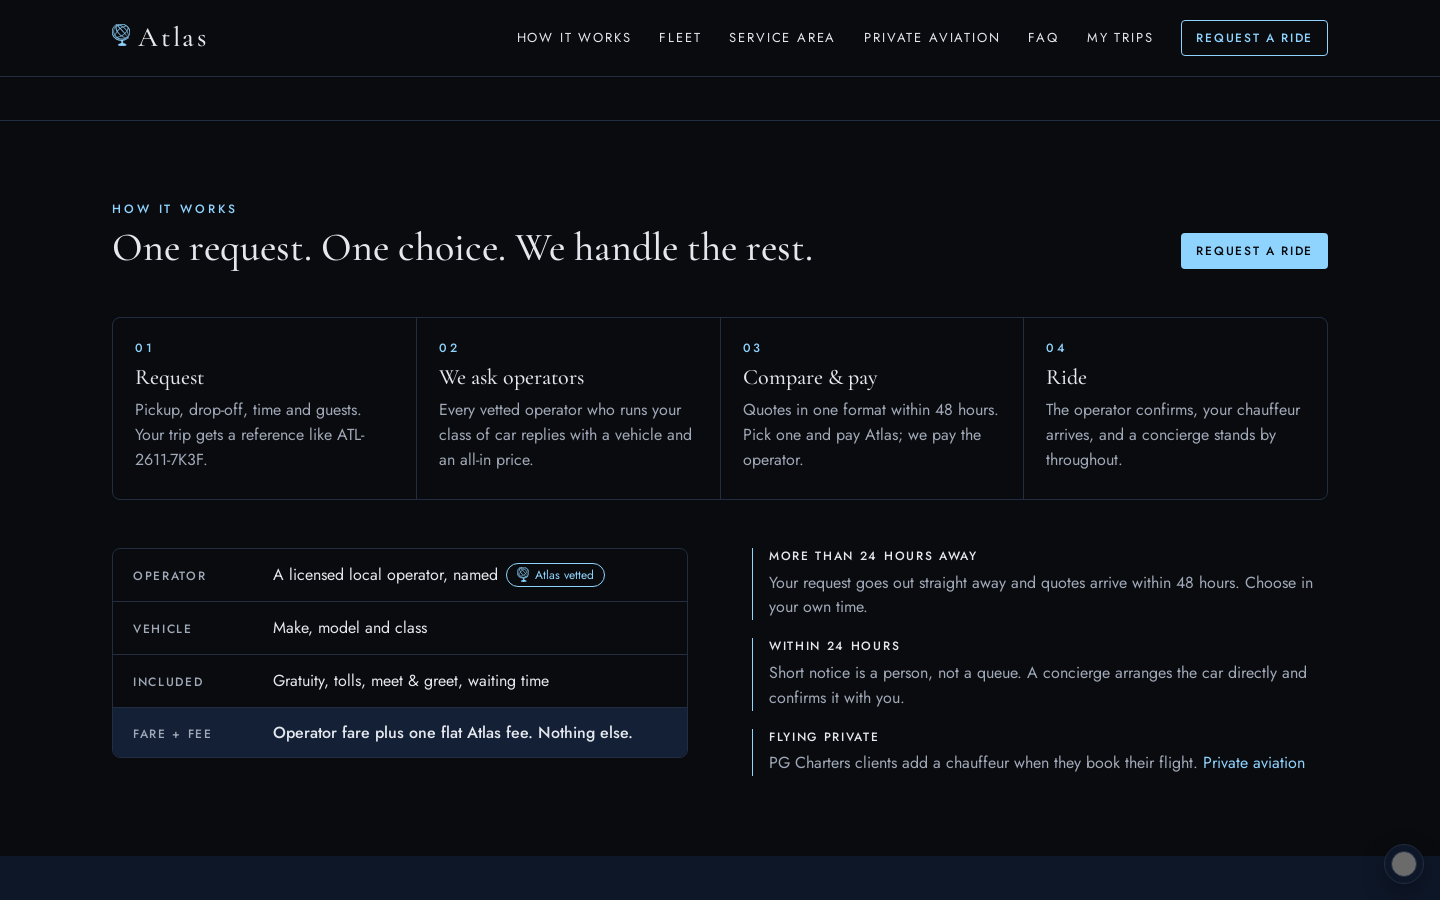 Atlas
HOW IT WORKS
FLEET
SERVICE AREA
PRIVATE AVIATION
FAQ
MY TRIPS
REQUEST A RIDE
HOW IT WORKS
One request. One choice. We handle the rest.
REQUEST A RIDE
01
Request
Pickup, drop-off, time and guests.
Your trip gets a reference like ATL-
2611-7K3F.
02
We ask operators
Every vetted operator who runs your
class of car replies with a vehicle and
an all-in price.
03
Compare & pay
Quotes in one format within 48 hours.
Pick one and pay Atlas; we pay the
operator.
04
Ride
The operator confirms, your chauffeur
arrives, and a concierge stands by
throughout.
OPERATOR
A licensed local operator, named
Atlas vetted
VEHICLE
Make, model and class
INCLUDED
Gratuity, tolls, meet & greet, waiting time
FARE + FEE
Operator fare plus one flat Atlas fee. Nothing else.
MORE THAN 24 HOURS AWAY
Your request goes out straight away and quotes arrive within 48 hours. Choose in
your own time.
WITHIN 24 HOURS
Short notice is a person, not a queue. A concierge arranges the car directly and
confirms it with you.
FLYING PRIVATE
PG Charters clients add a chauffeur when they book their flight. Private aviation